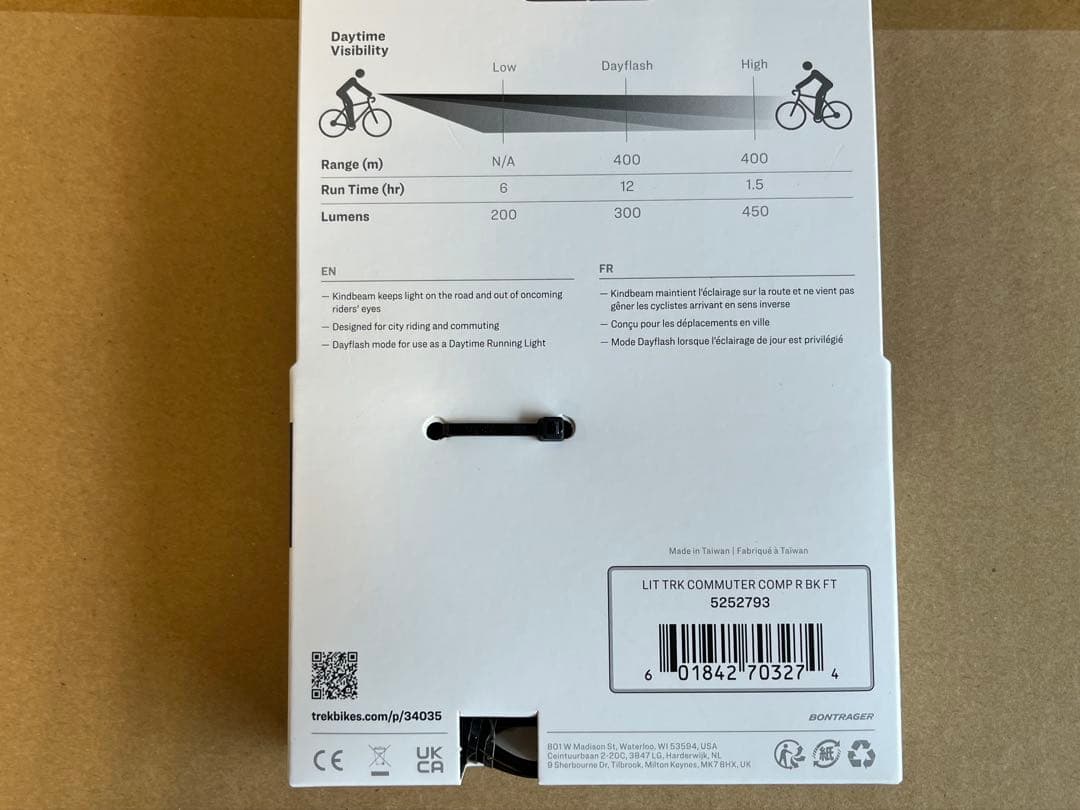 Daytime
Visibility
Low
Dayflash
High
Range (m)
N/A
400
400
Run Time (hr)
6
12
1.5
Lumens
200
300
450
EN
— Kindbeam keeps light on the road and out of oncoming
riders' eyes
— Designed for city riding and commuting
— Dayflash mode for use as a Daytime Running Light
FR
— Kindbeam maintient l'éclairage sur la route et ne vient pas
gêner les cyclistes arrivant en sens inverse
— Conçu pour les déplacements en ville
— Mode Dayflash lorsque l'éclairage de jour est privilégié
Made in Taiwan | Fabriqué à Taïwan
LIT TRK COMMUTER COMP R BK FT
5252793
6 01842 70327 4
trekbikes.com/p/34035
BONTRAGER
CE
UK
CA
801 W Madison St, Waterloo, WI 53594, USA
Ceintuurbaan 2-20C, 3847 LG, Harderwijk, NL
9 Sherbourne Dr, Tilbrook, Milton Keynes, MK7 8HX, UK
紙